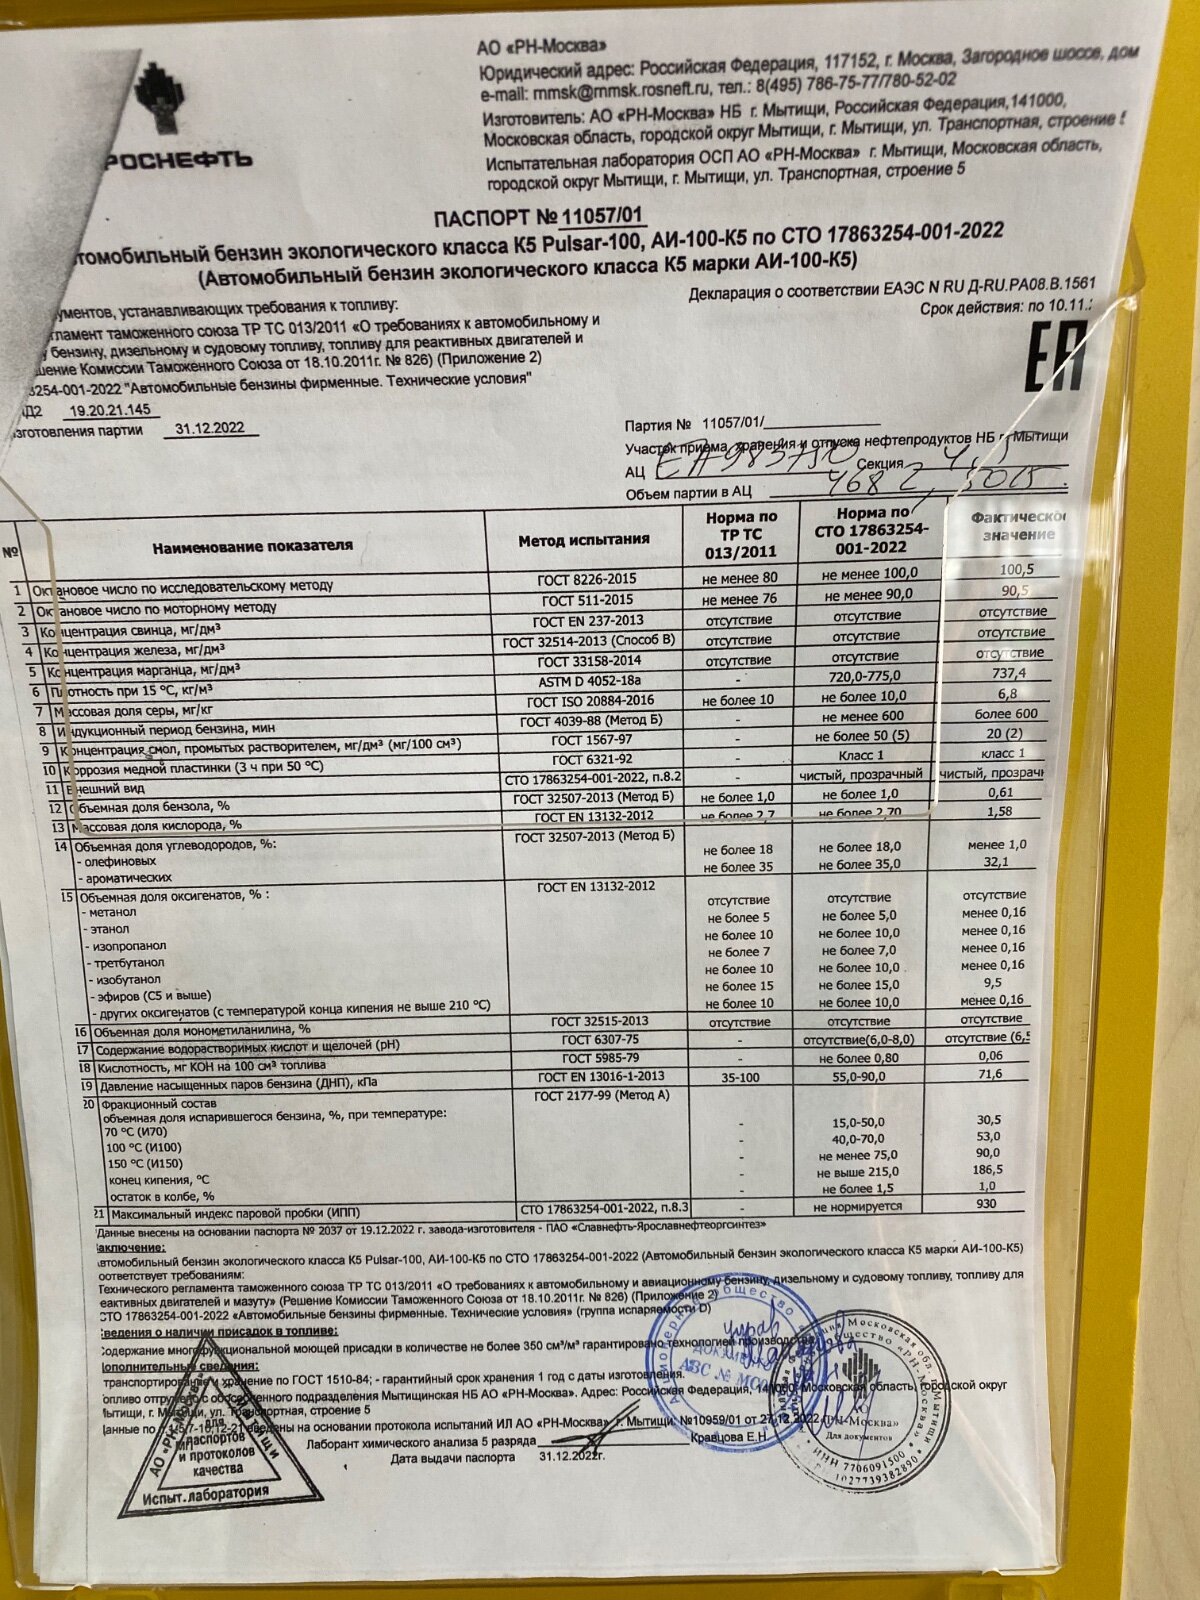 РОСНЕФТЬ
АО «РН-Москва»
Юридический адрес: Российская Федерация, 117152, г. Москва, Загородное шоссе, дом
e-mail: rnmsk@rnmsk.rosneft.ru, тел.: 8(495) 786-75-77/780-52-02
Изготовитель: АО «РН-Москва» НБ г. Мытищи, Российская Федерация,141000,
Московская область, городской округ Мытищи, г. Мытищи, ул. Транспортная, строение
Испытательная лаборатория ОСП АО «РН-Москва» г. Мытищи, Московская область,
городской округ Мытищи, г. Мытищи, ул. Транспортная, строение 5
ПАСПОРТ № 11057/01
томобильный бензин экологического класса К5 Pulsar-100, АИ-100-К5 по СТО 17863254-001-2022
(Автомобильный бензин экологического класса К5 марки АИ-100-К5)
Декларация о соответствии ЕАЭС N RU Д-RU.РА08.В.1561
Срок действия: по 10.11.
ументов, устанавливающих требования к топливу:
гламент таможенного союза ТР ТС 013/2011 «О требованиях к автомобильному и
у бензину, дизельному и судовому топливу, топливу для реактивных двигателей и
шение Комиссии Таможенного Союза от 18.10.2011г. № 826) (Приложение 2)
3254-001-2022 "Автомобильные бензины фирменные. Технические условия"
ЕАС
Д2 19.20.21.145
зготовления партии 31.12.2022
Партия № 11057/01/
Участок приема, хранения и отпуска нефтепродуктов НБ г. Мытищи
АЦ Секция 4,5
Объем партии в АЦ
№ Наименование показателя Метод испытания Норма по ТР ТС 013/2011 Норма по СТО 17863254-001-2022 Фактическое значение
1 Октановое число по исследовательскому методу ГОСТ 8226-2015 не менее 80 не менее 100,0 100,5
2 Октановое число по моторному методу ГОСТ 511-2015 не менее 76 не менее 90,0 90,5
3 Концентрация свинца, мг/дм³ ГОСТ EN 237-2013 отсутствие отсутствие отсутствие
4 Концентрация железа, мг/дм³ ГОСТ 32514-2013 (Способ В) отсутствие отсутствие отсутствие
5 Концентрация марганца, мг/дм³ ГОСТ 33158-2014 отсутствие отсутствие отсутствие
6 Плотность при 15 °С, кг/м³ ASTM D 4052-18a - 720,0-775,0 737,4
7 Массовая доля серы, мг/кг ГОСТ ISO 20884-2016 не более 10 не более 10,0 6,8
8 Индукционный период бензина, мин ГОСТ 4039-88 (Метод Б) - не менее 600 более 600
9 Концентрация смол, промытых растворителем, мг/дм³ (мг/100 см³) ГОСТ 1567-97 - не более 50 (5) 20 (2)
10 Коррозия медной пластинки (3 ч при 50 °С) ГОСТ 6321-92 - Класс 1 класс 1
11 Внешний вид СТО 17863254-001-2022, п.8.2 - чистый, прозрачный чистый, прозрачн
12 Объемная доля бензола, % ГОСТ 32507-2013 (Метод Б) не более 1,0 не более 1,0 0,61
13 Массовая доля кислорода, % ГОСТ EN 13132-2012 не более 2,7 не более 2,70 1,58
14 Объемная доля углеводородов, %: ГОСТ 32507-2013 (Метод Б)
- олефиновых не более 18 не более 18,0 менее 1,0
- ароматических не более 35 не более 35,0 32,1
15 Объемная доля оксигенатов, % : ГОСТ EN 13132-2012
- метанол отсутствие отсутствие отсутствие
- этанол не более 5 не более 5,0 менее 0,16
- изопропанол не более 10 не более 10,0 менее 0,16
- третбутанол не более 7 не более 7,0 менее 0,16
- изобутанол не более 10 не более 10,0 менее 0,16
- эфиров (С5 и выше) не более 15 не более 15,0 9,5
- других оксигенатов (с температурой конца кипения не выше 210 °С) не более 10 не более 10,0 менее 0,16
16 Объемная доля монометиланилина, % ГОСТ 32515-2013 отсутствие отсутствие отсутствие
17 Содержание водорастворимых кислот и щелочей (pH) ГОСТ 6307-75 - отсутствие(6,0-8,0) отсутствие (6,5
18 Кислотность, мг КОН на 100 см³ топлива ГОСТ 5985-79 - не более 0,80 0,06
19 Давление насыщенных паров бензина (ДНП), кПа ГОСТ EN 13016-1-2013 35-100 55,0-90,0 71,6
20 Фракционный состав ГОСТ 2177-99 (Метод А)
объемная доля испарившегося бензина, %, при температуре:
70 °С (И70) - 15,0-50,0 30,5
100 °С (И100) - 40,0-70,0 53,0
150 °С (И150) - не менее 75,0 90,0
конец кипения, °С - не выше 215,0 186,5
остаток в колбе, % - не более 1,5 1,0
21 Максимальный индекс паровой пробки (ИПП) СТО 17863254-001-2022, п.8.3 - не нормируется 930
Данные внесены на основании паспорта № 2037 от 19.12.2022 г. завода-изготовителя - ПАО «Славнефть-Ярославнефтеоргсинтез»
аключение:
втомобильный бензин экологического класса К5 Pulsar-100, АИ-100-К5 по СТО 17863254-001-2022 (Автомобильный бензин экологического класса К5 марки АИ-100-К5)
оответствует требованиям:
Технического регламента таможенного союза ТР ТС 013/2011 «О требованиях к автомобильному и авиационному бензину, дизельному и судовому топливу, топливу для
еактивных двигателей и мазуту» (Решение Комиссии Таможенного Союза от 18.10.2011г. № 826) (Приложение 2)
СТО 17863254-001-2022 «Автомобильные бензины фирменные. Технические условия» (группа испаряемости D)
ведения о наличии присадок в топливе:
одержание многофункциональной моющей присадки в количестве не более 350 см³/м³ гарантировано технологией производства
ополнительные сведения:
транспортирование и хранение по ГОСТ 1510-84; - гарантийный срок хранения 1 год с даты изготовления.
опливо отгружено с обособленного подразделения Мытищинская НБ АО «РН-Москва». Адрес: Российская Федерация, 141000, Московская область, городской округ
ытищи, г. Мытищи, ул. Транспортная, строение 5
анные по введены на основании протокола испытаний ИЛ АО «РН-Москва» г. Мытищи: №10959/01 от 27.12.2022
Лаборант химического анализа 5 разряда Кравцова Е.Н.
Дата выдачи паспорта 31.12.2022г.
АО «РН-Москва»
для
паспортов
и протоколов
качества
Испыт.лаборатория
АЗС №
«РН-Москва»
Для документов
ИНН 7706091500
1027739382890